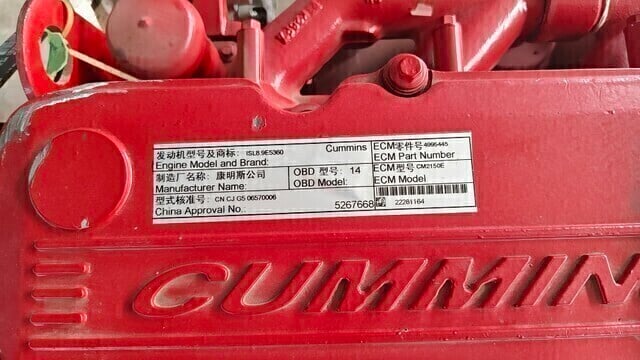 发动机型号及商标: ISL8.9E5360 Cummins
Engine Model and Brand:
制造厂名称: 康明斯公司
Manufacturer Name:
OBD 型号: 14
OBD Model:
型式核准号: CN CJ G5 06570006
China Approval No..
5267668
ECM零件号 4995445
ECM Part Number
ECM型号 CM2150E
ECM Model
22281164
CUMMIN